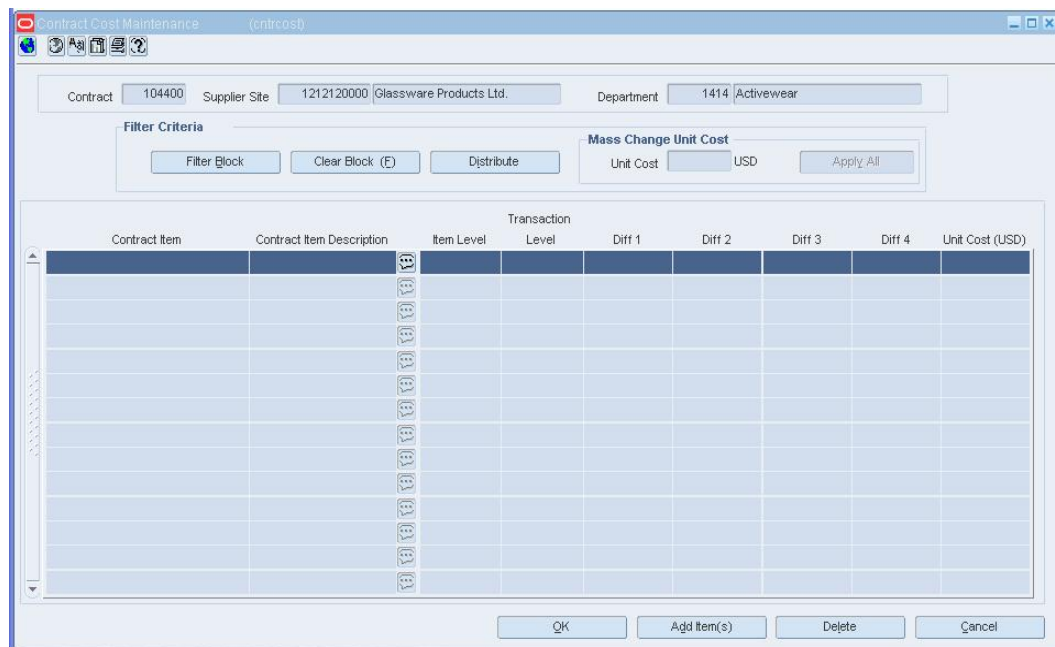 Contract Cost Maintenance (cntrcost)
Contract 104400 Supplier Site 1212120000 Glassware Products Ltd. Department 1414 Activewear
Filter Criteria
Mass Change Unit Cost
Filter Block Clear Block (F) Distribute Unit Cost USD Apply All
Transaction
Contract Item Contract Item Description Item Level Level Diff 1 Diff 2 Diff 3 Diff 4 Unit Cost (USD)
OK Add Item(s) Delete Cancel